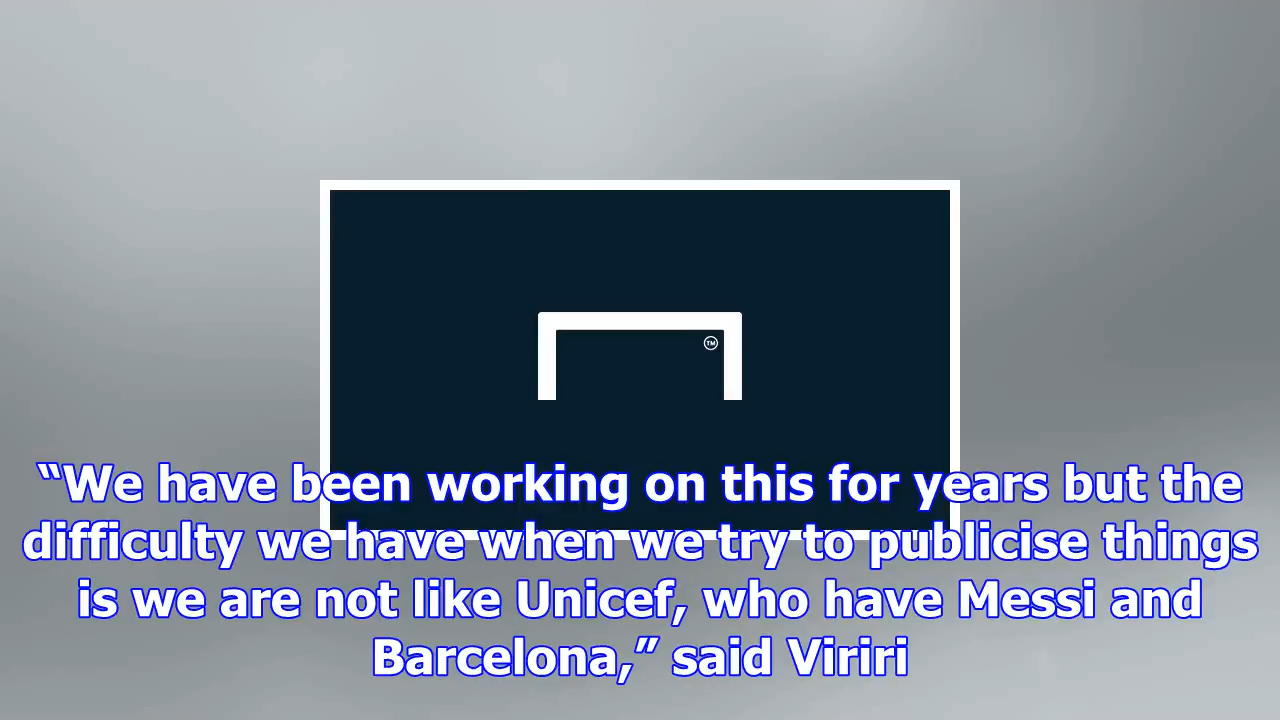 TM
“We have been working on this for years but the
difficulty we have when we try to publicise things
is we are not like Unicef, who have Messi and
Barcelona,” said Viriri